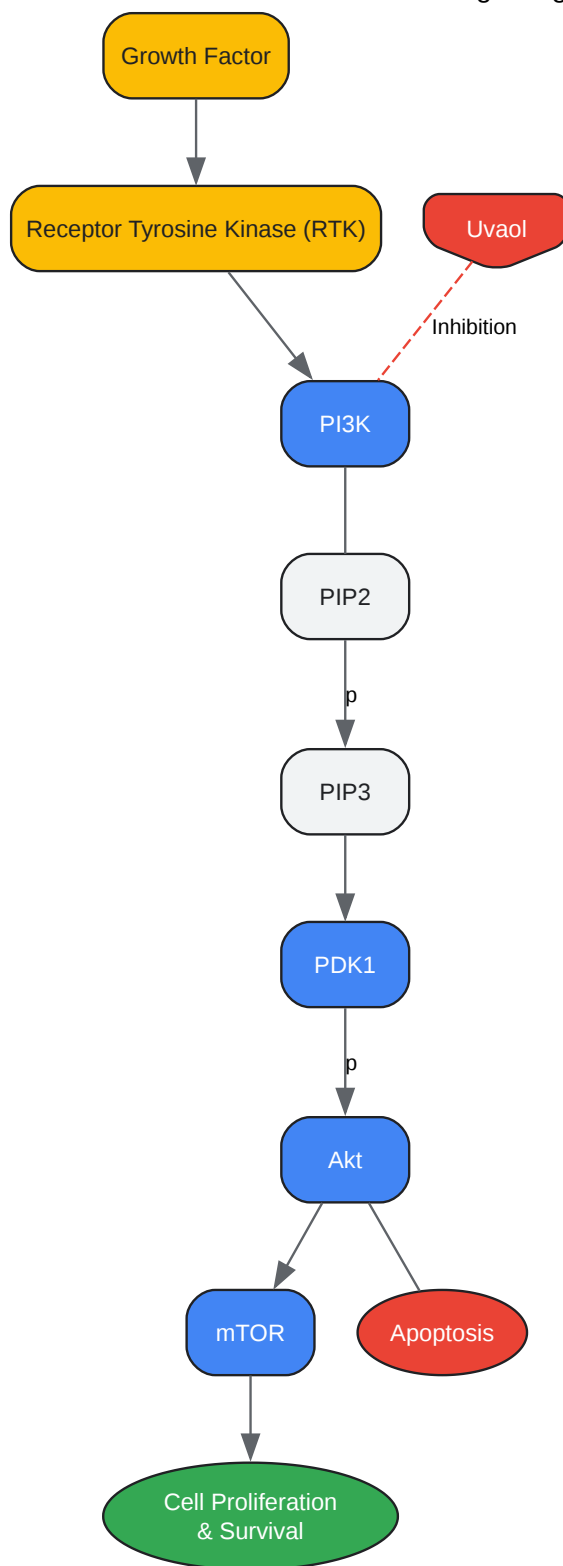 Growth Factor
Receptor Tyrosine Kinase (RTK)
Uvaol
Inhibition
PI3K
PIP2
p
PIP3
PDK1
p
Akt
mTOR
Apoptosis
Cell Proliferation
& Survival